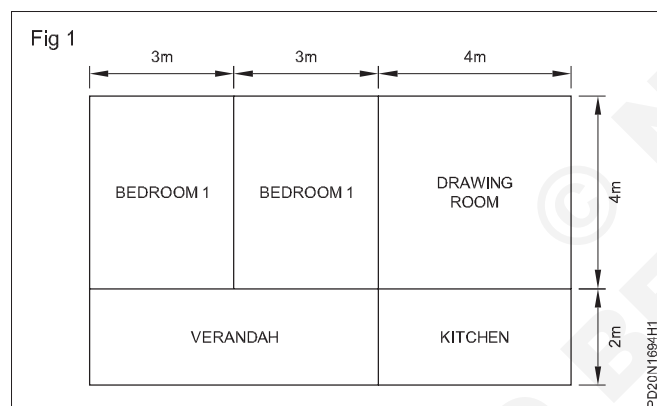 Fig 1
3m
3m
4m
BEDROOM 1
BEDROOM 1
DRAWING
ROOM
4m
VERANDAH
KITCHEN
2m
PD20N1694H1
©